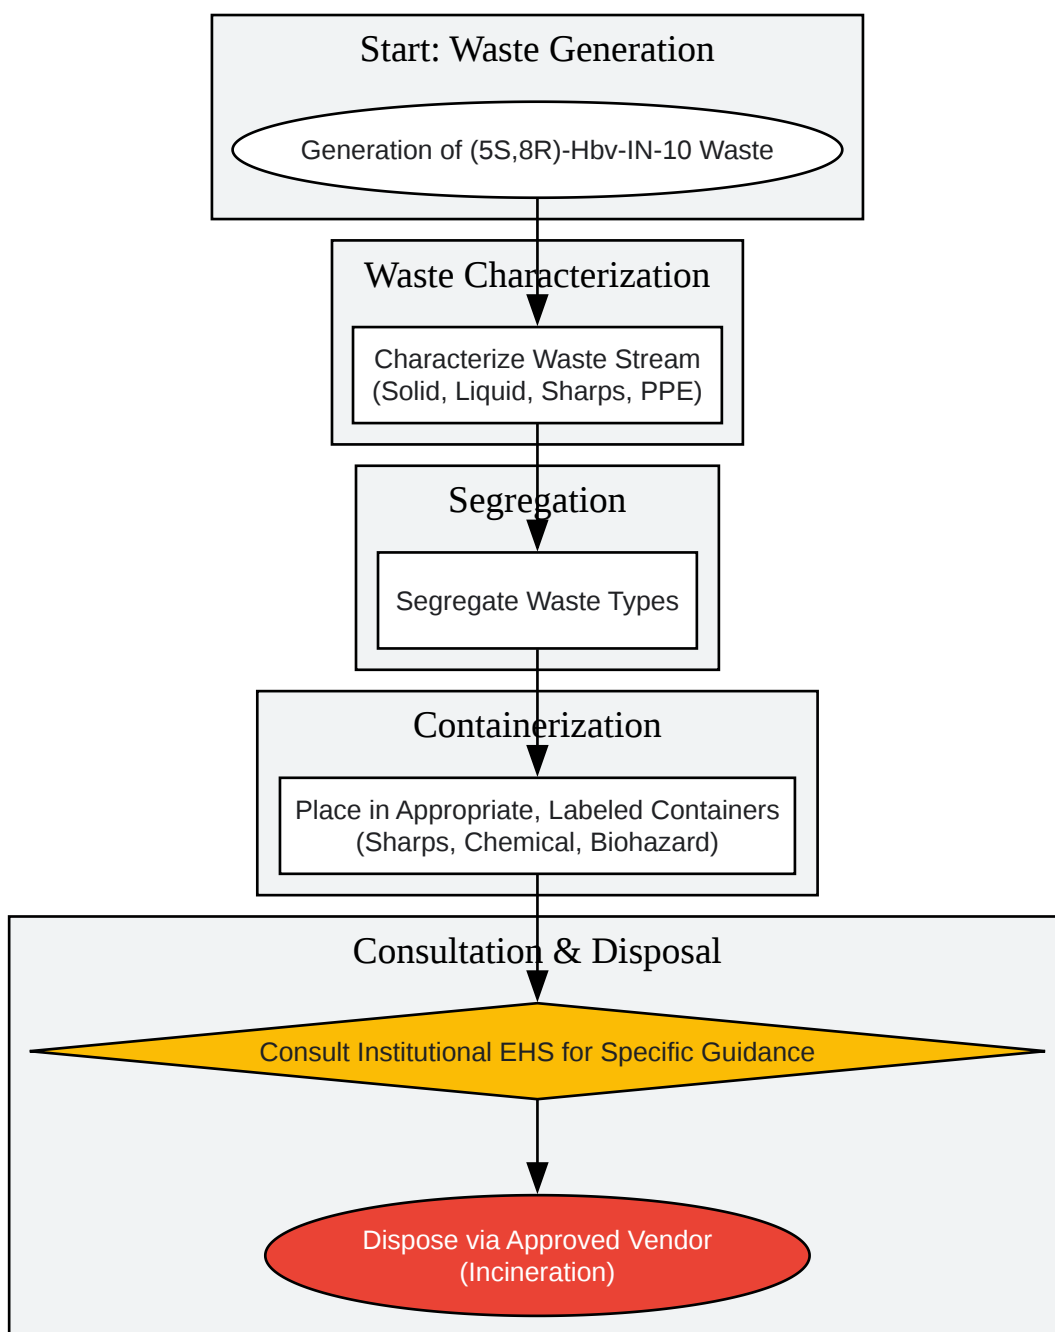 Start: Waste Generation
Generation of (5S,8R)-Hbv-IN-10 Waste
Waste Characterization
Characterize Waste Stream
(Solid, Liquid, Sharps, PPE)
Segregation
Segregate Waste Types
Containerization
Place in Appropriate, Labeled Containers
(Sharps, Chemical, Biohazard)
Consultation & Disposal
Consult Institutional EHS for Specific Guidance
Dispose via Approved Vendor
(Incineration)